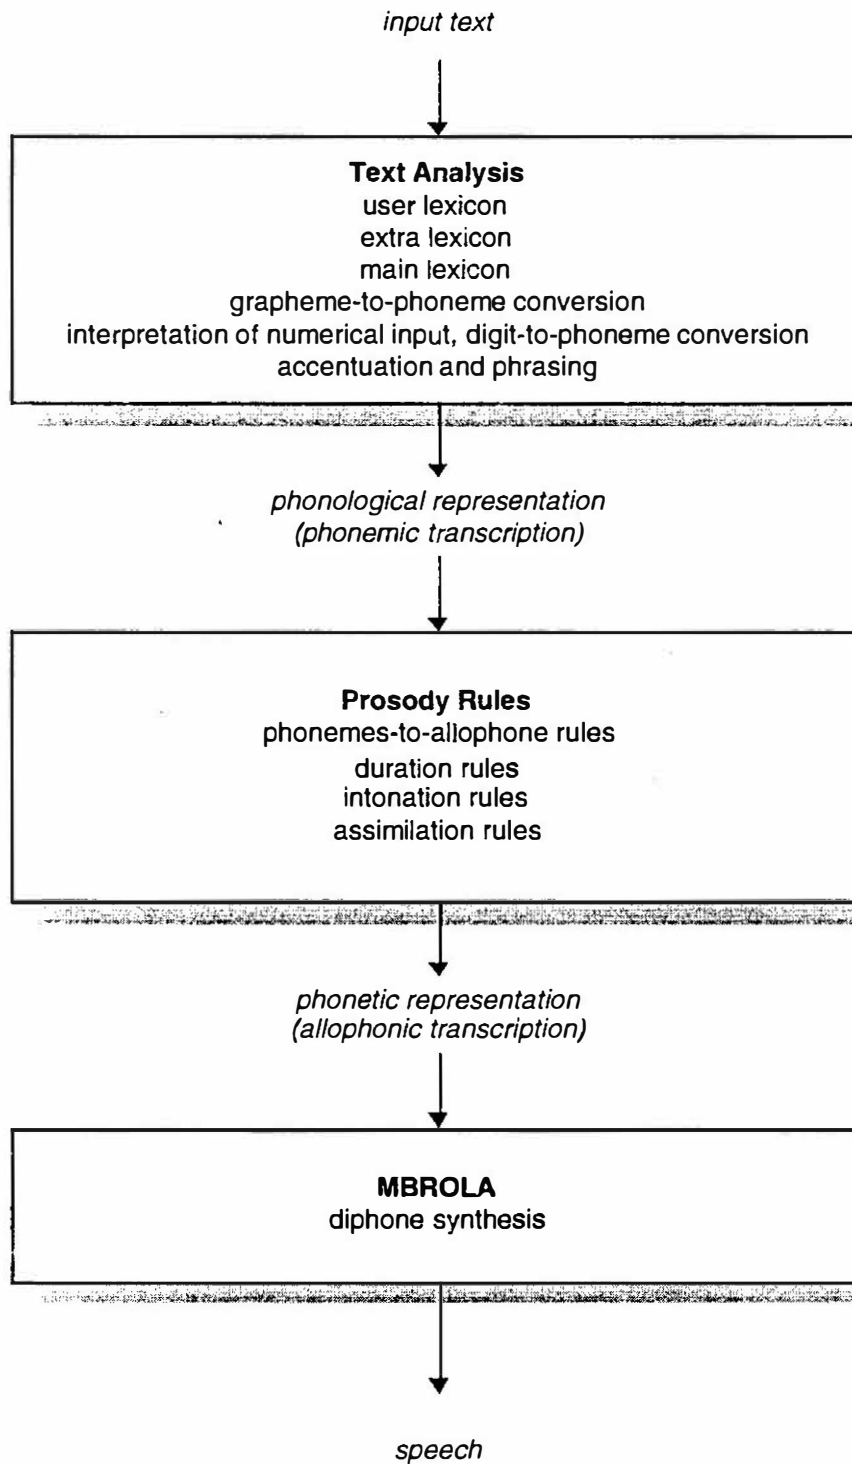 input text
Text Analysis
user lexicon
extra lexicon
main lexicon
grapheme-to-phoneme conversion
interpretation of numerical input, digit-to-phoneme conversion
accentuation and phrasing
phonological representation
(phonemic transcription)
Prosody Rules
phonemes-to-allophone rules
duration rules
intonation rules
assimilation rules
phonetic representation
(allophonic transcription)
MBROLA
diphone synthesis
speech